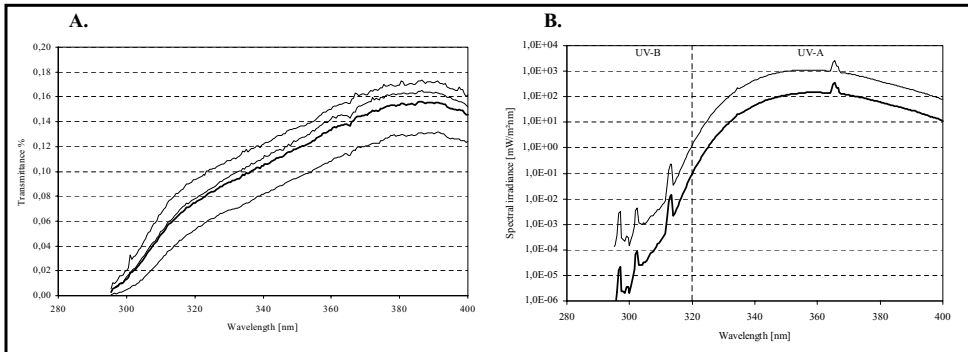 A.
0,20
0,18
0,16
0,14
0,12
0,10
0,08
0,06
0,04
0,02
0,00
Transmittance %
280 300 320 340 360 380 400
Wavelength [nm]
B.
UV-B UV-A
1,0E+04
1,0E+03
1,0E+02
1,0E+01
1,0E+00
1,0E-01
1,0E-02
1,0E-03
1,0E-04
1,0E-05
1,0E-06
Spectral irradiance [mW/m²/nm]
280 300 320 340 360 380 400
Wavelength [nm]